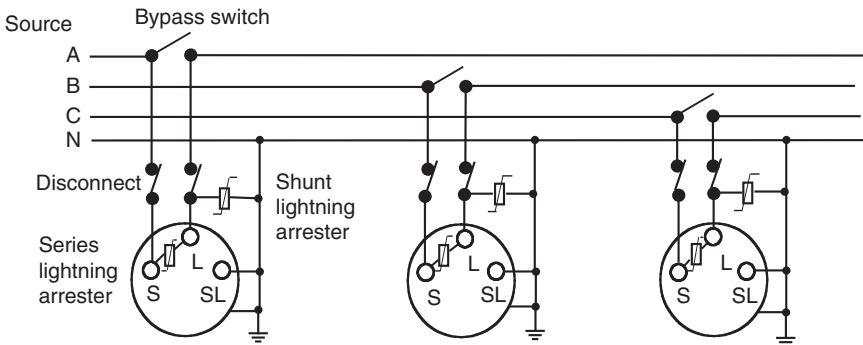 Source
Bypass switch
A
B
C
N
Disconnect
Shunt
lightning
arrester
Series
lightning
arrester
S
L
SL
S
L
SL
S
L
SL